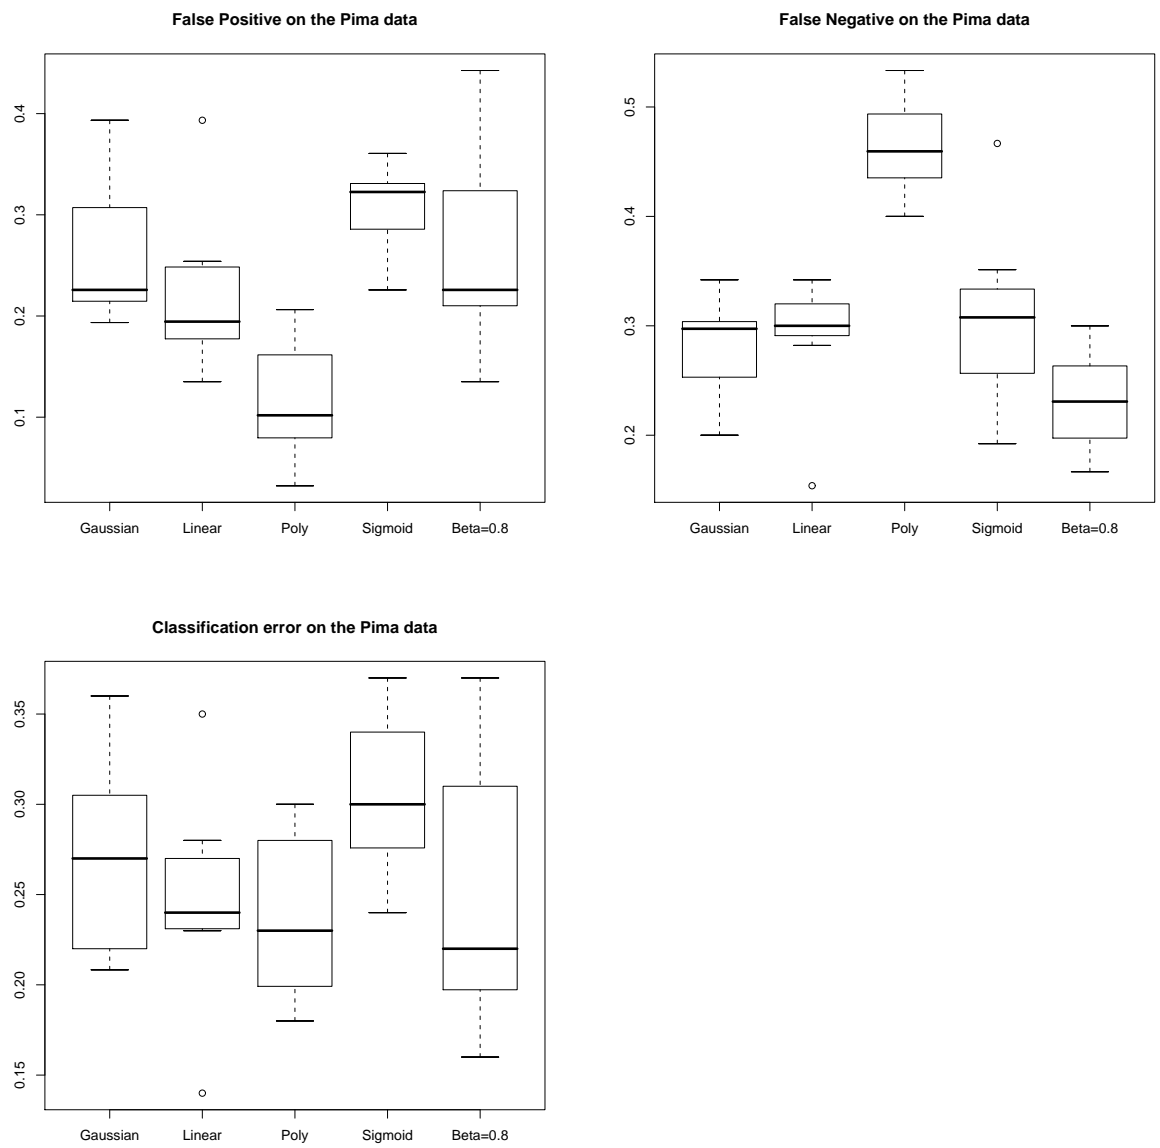 False Positive on the Pima data
0.4
0.3
0.2
0.1
Gaussian Linear Poly Sigmoid Beta=0.8
False Negative on the Pima data
0.5
0.4
0.3
0.2
Gaussian Linear Poly Sigmoid Beta=0.8
Classification error on the Pima data
0.35
0.30
0.25
0.20
0.15
Gaussian Linear Poly Sigmoid Beta=0.8